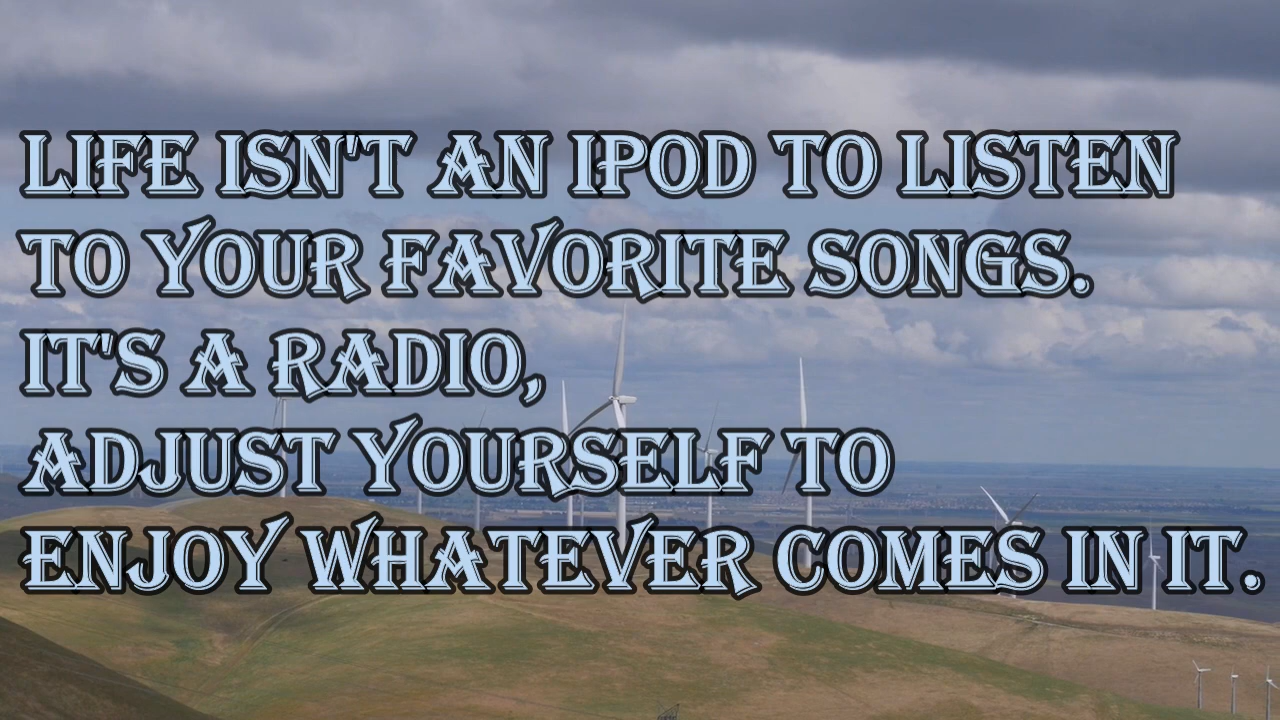 LIFE ISN'T AN IPOD TO LISTEN
TO YOUR FAVORITE SONGS.
IT'S A RADIO,
ADJUST YOURSELF TO
ENJOY WHATEVER COMES IN IT.